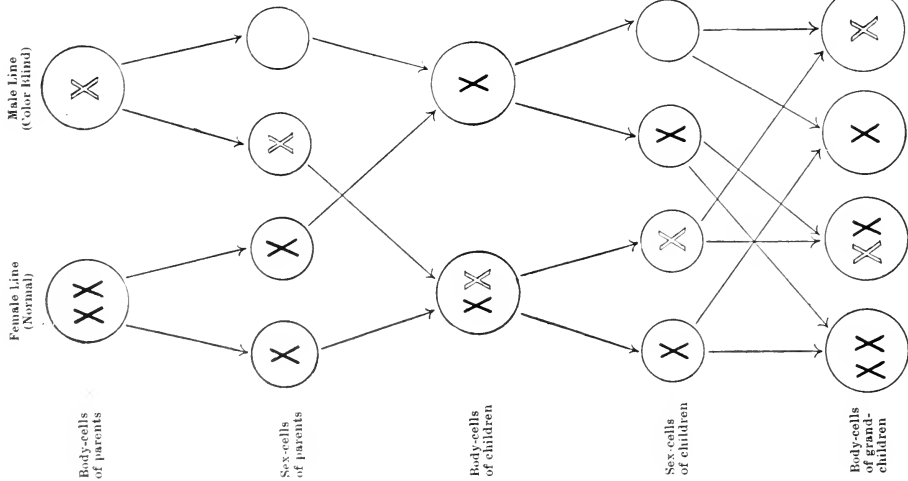 Female Line
(Normal)
Male Line
(Color Blind)
Body-cells
of parents
X X
X
Sex-cells
of parents
X
X
X
Body-cells
of children
X X
X
Sex-cells
of children
X
X
X
Body-cells
of grand-
children
X X
X X
X
X